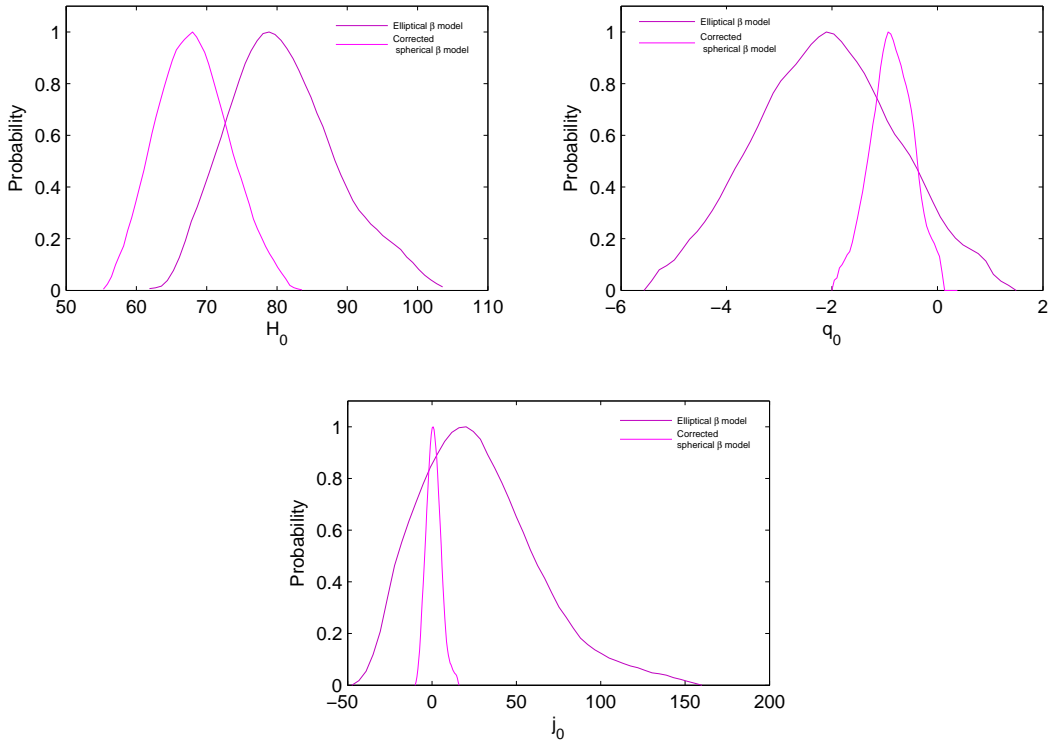 Elliptical β model
Corrected
spherical β model
1
0.8
0.6
0.4
0.2
0
Probability
50 60 70 80 90 100 110
H_0
Elliptical β model
Corrected
spherical β model
1
0.8
0.6
0.4
0.2
0
Probability
−6 −4 −2 0 2
q_0
Elliptical β model
Corrected
spherical β model
1
0.8
0.6
0.4
0.2
0
Probability
−50 0 50 100 150 200
j_0